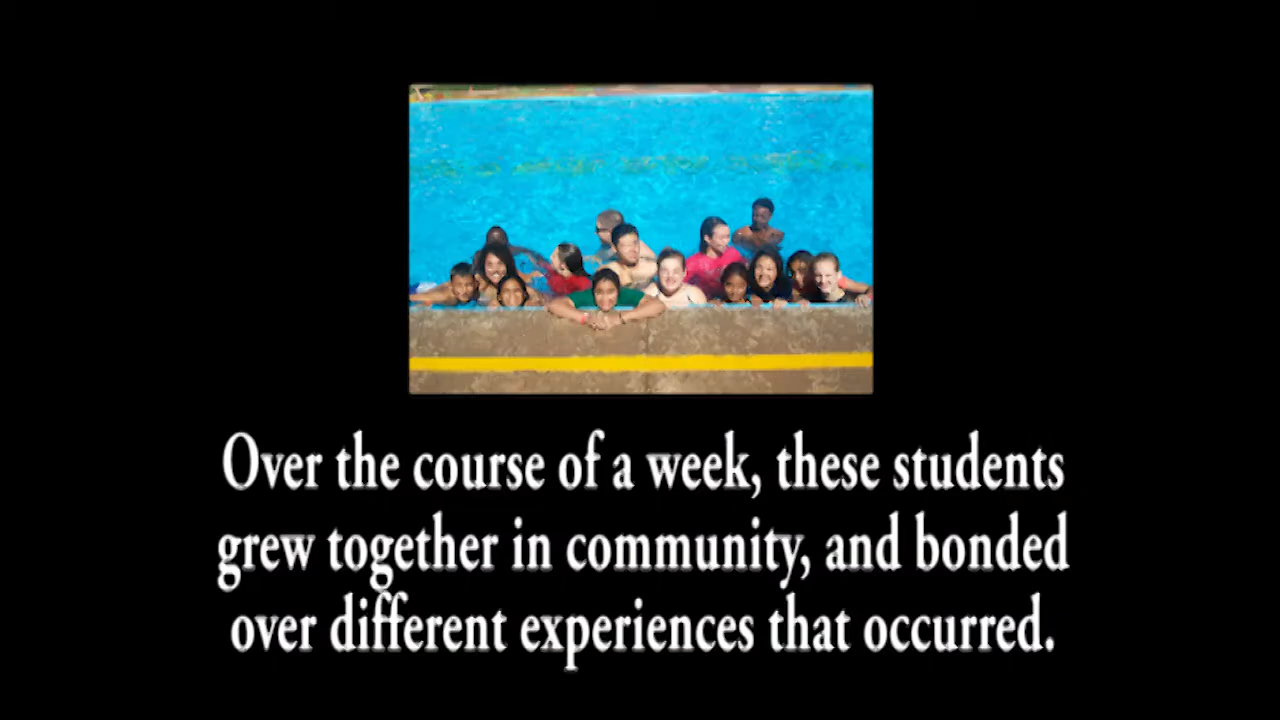 Over the course of a week, these students
grew together in community, and bonded
over different experiences that occurred.